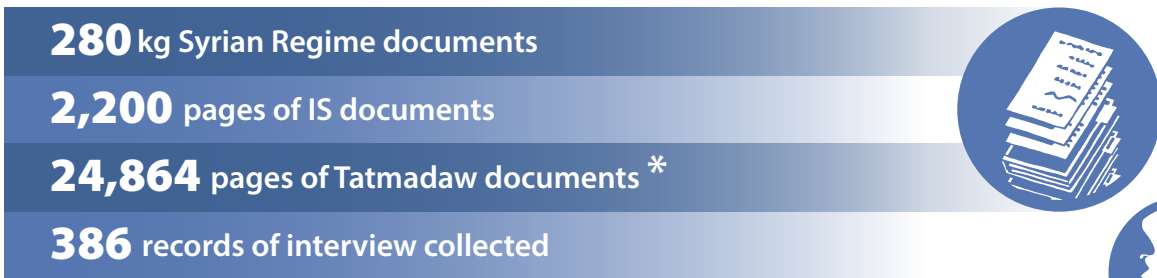 280 kg Syrian Regime documents
2,200 pages of IS documents
24,864 pages of Tatmadaw documents *
386 records of interview collected